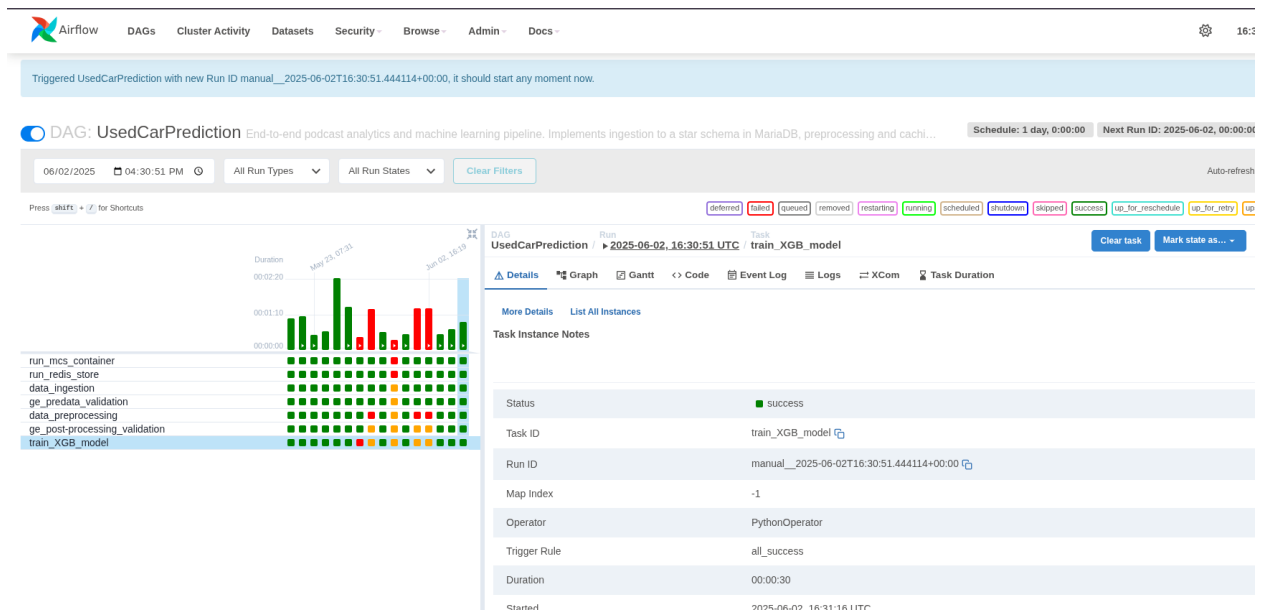 Airflow DAGs Cluster Activity Datasets Security Browse Admin Docs 16:3
Triggered UsedCarPrediction with new Run ID manual__2025-06-02T16:30:51.444114+00:00, it should start any moment now.
DAG: UsedCarPrediction End-to-end podcast analytics and machine learning pipeline. Implements ingestion to a star schema in MariaDB, preprocessing and cachi… Schedule: 1 day, 0:00:00 Next Run ID: 2025-06-02, 00:00:00
06/02/2025 04:30:51 PM All Run Types All Run States Clear Filters Auto-refresh
Press shift + / for Shortcuts deferred failed queued removed restarting running scheduled shutdown skipped success up_for_reschedule up_for_retry up
DAG Run Task
UsedCarPrediction / 2025-06-02, 16:30:51 UTC / train_XGB_model Clear task Mark state as…
Duration May 23, 07:31 Jun 02, 16:19
00:02:20
00:01:10
00:00:00
Details Graph Gantt <> Code Event Log Logs XCom Task Duration
More Details List All Instances
Task Instance Notes
run_mcs_container
run_redis_store
data_ingestion
ge_predata_validation
data_preprocessing
ge_post-processing_validation
train_XGB_model
Status success
Task ID train_XGB_model
Run ID manual__2025-06-02T16:30:51.444114+00:00
Map Index -1
Operator PythonOperator
Trigger Rule all_success
Duration 00:00:30
Started 2025-06-02, 16:31:16 UTC